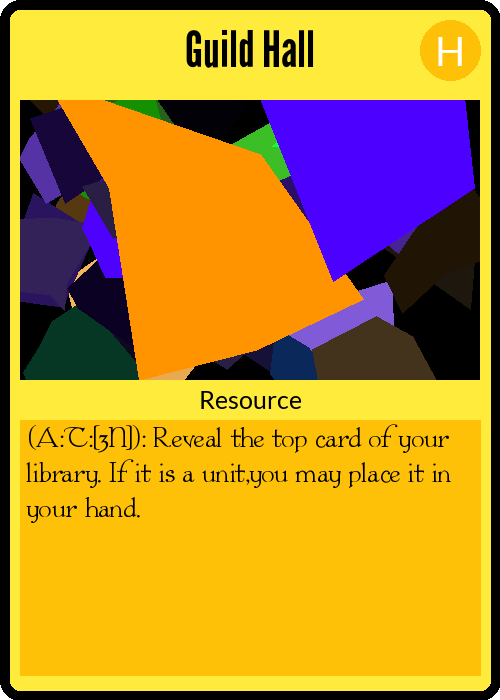 Guild Hall
H
Resource
(A:T:[3N]): Reveal the top card of your
library. If it is a unit,you may place it in
your hand.